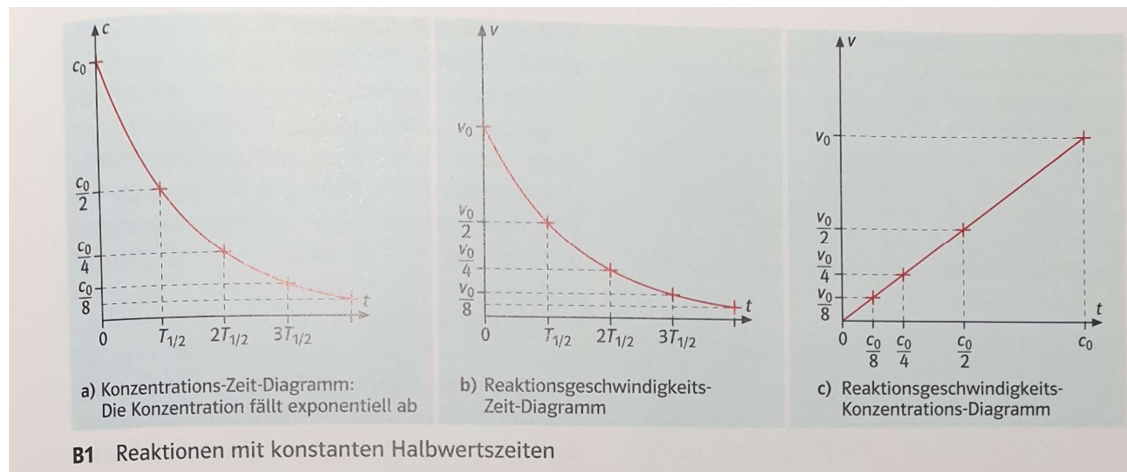 c
c₀
c₀/2
c₀/4
c₀/8
0
T₁/₂
2T₁/₂
3T₁/₂
t
a) Konzentrations-Zeit-Diagramm:
Die Konzentration fällt exponentiell ab
v
v₀
v₀/2
v₀/4
v₀/8
0
T₁/₂
2T₁/₂
3T₁/₂
t
b) Reaktionsgeschwindigkeits-
Zeit-Diagramm
v
v₀
v₀/2
v₀/4
v₀/8
0
c₀/8
c₀/4
c₀/2
c₀
t
c) Reaktionsgeschwindigkeits-
Konzentrations-Diagramm
B1 Reaktionen mit konstanten Halbwertszeiten